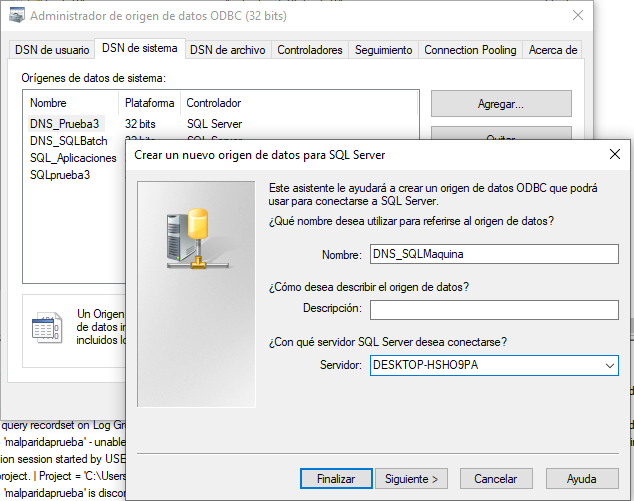 Administrador de origen de datos ODBC (32 bits)
DSN de usuario DSN de sistema DSN de archivo Controladores Seguimiento Connection Pooling Acerca de
Orígenes de datos de sistema:
Nombre Plataforma Controlador
DNS_Prueba3 32 bits SQL Server
DNS_SQLBatch 32 bits SQL Server
SQL_Aplicaciones
SQLprueba3
Agregar...
Quitar
Crear un nuevo origen de datos para SQL Server
Este asistente le ayudará a crear un origen de datos ODBC que podrá
usar para conectarse a SQL Server.
¿Qué nombre desea utilizar para referirse al origen de datos?
Nombre: DNS_SQLMaquina
¿Cómo desea describir el origen de datos?
Descripción:
¿Con qué servidor SQL Server desea conectarse?
Servidor: DESKTOP-HSHO9PA
Finalizar Siguiente > Cancelar Ayuda
Un Origen
de datos in
incluidos lo
query recordset on Log Gr
'malparidaprueba' - unable
ion session started by USE
project. | Project = 'C:\Users
'malparidaprueba' is discon